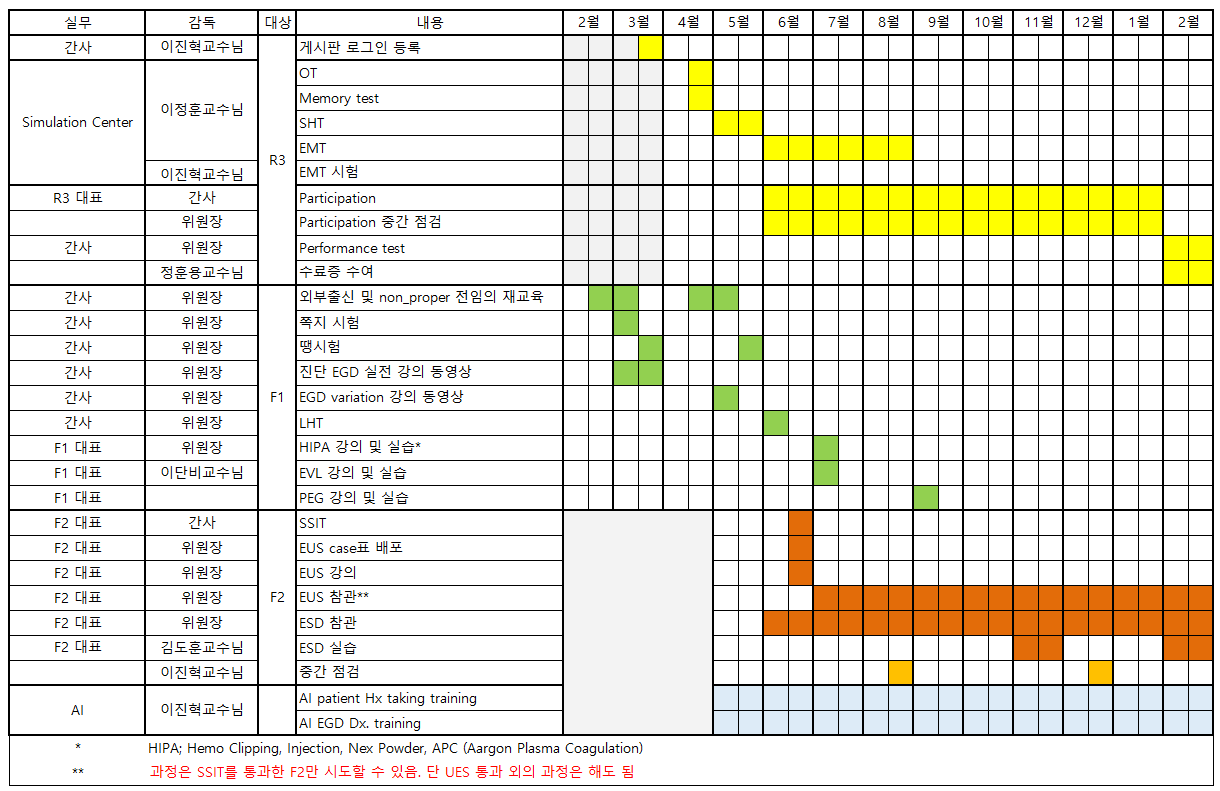 실무 감독 대상 내용 2월 3월 4월 5월 6월 7월 8월 9월 10월 11월 12월 1월 2월
간사 이진혁교수님 게시판 로그인 등록
Simulation Center 이정훈교수님 R3 OT
Memory test
SHT
EMT
이진혁교수님 EMT 시험
R3 대표 간사 Participation
위원장 Participation 중간 점검
간사 위원장 Performance test
정훈용교수님 수료증 수여
간사 위원장 F1 외부출신 및 non_proper 전임의 재교육
간사 위원장 쪽지 시험
간사 위원장 땡시험
간사 위원장 진단 EGD 실전 강의 동영상
간사 위원장 EGD variation 강의 동영상
간사 위원장 LHT
F1 대표 위원장 HIPA 강의 및 실습*
F1 대표 이단비교수님 EVL 강의 및 실습
F1 대표 PEG 강의 및 실습
F2 대표 간사 F2 SSIT
F2 대표 위원장 EUS case표 배포
F2 대표 위원장 EUS 강의
F2 대표 위원장 EUS 참관**
F2 대표 위원장 ESD 참관
F2 대표 김도훈교수님 ESD 실습
이진혁교수님 중간 점검
AI 이진혁교수님 AI patient Hx taking training
AI EGD Dx. training
* HIPA; Hemo Clipping, Injection, Nex Powder, APC (Aargon Plasma Coagulation)
** 과정은 SSIT를 통과한 F2만 시도할 수 있음. 단 UES 통과 외의 과정은 해도 됨